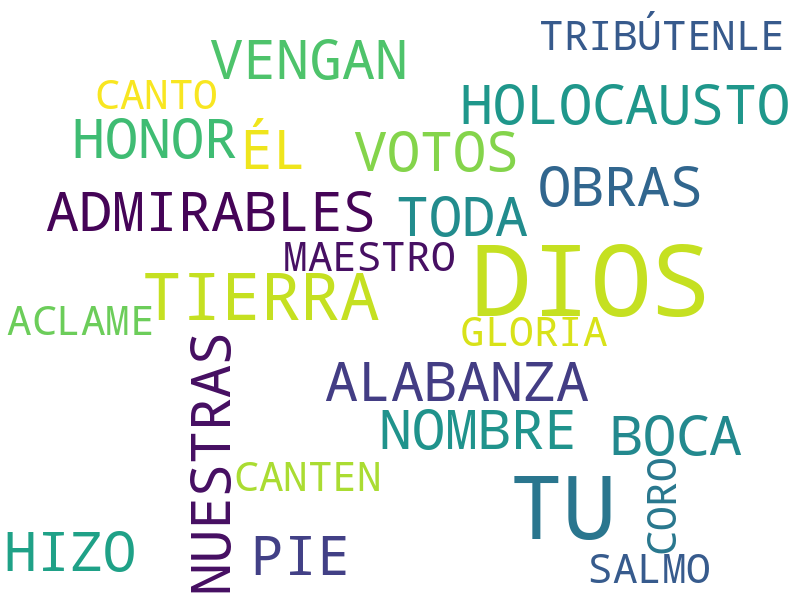 TRIBÚTENLE
VENGAN
CANTO
HOLOCAUSTO
HONOR
ÉL
VOTOS
OBRAS
ADMIRABLES
TODA
MAESTRO
DIOS
TIERRA
ACLAME
GLORIA
NUESTRAS
ALABANZA
NOMBRE
BOCA
CANTEN
TU
CORO
HIZO
PIE
SALMO